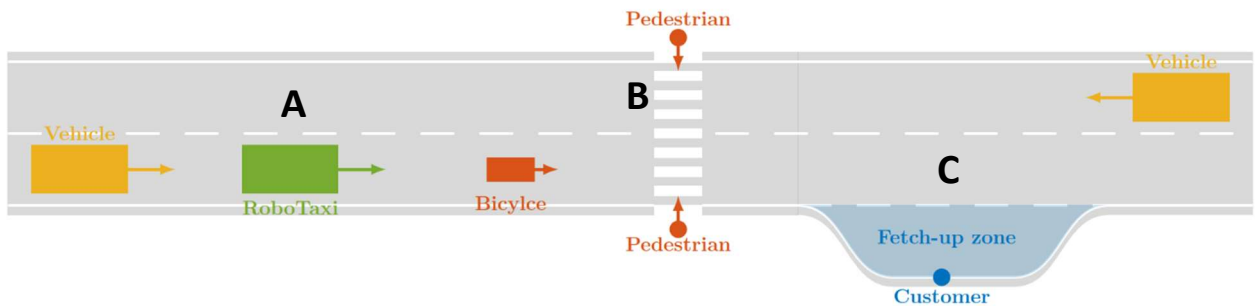 Pedestrian
Vehicle
A
B
Vehicle
C
RoboTaxi
Bicylce
Pedestrian
Fetch-up zone
Customer